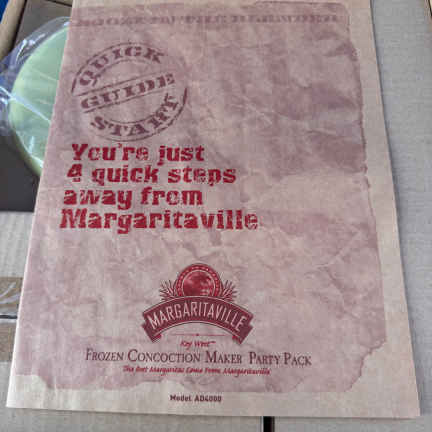 QUICK
GUIDE
START
You're just
4 quick steps
away from
Margaritaville
MARGARITAVILLE
Key West™
FROZEN CONCOCTION MAKER PARTY PACK
The Best Margaritas Come From Margaritaville
Model AD4000